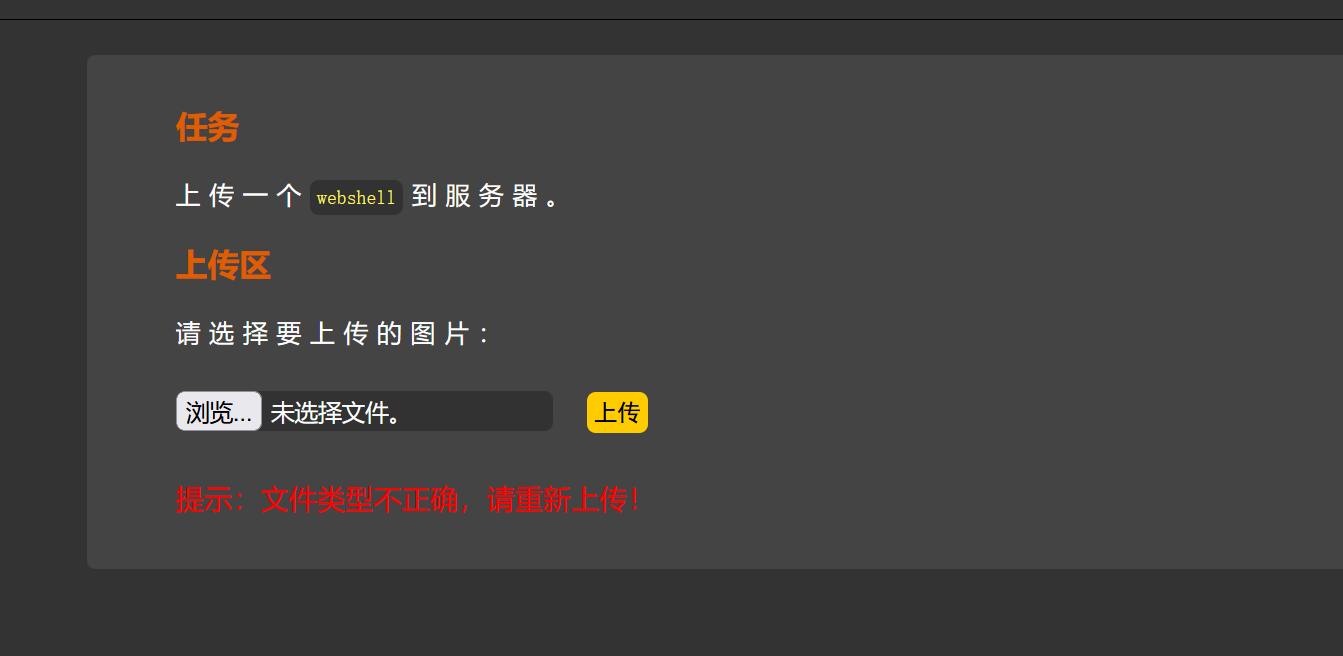 任务
上传一个 webshell 到服务器。
上传区
请选择要上传的图片：
浏览... 未选择文件。 上传
提示：文件类型不正确，请重新上传！